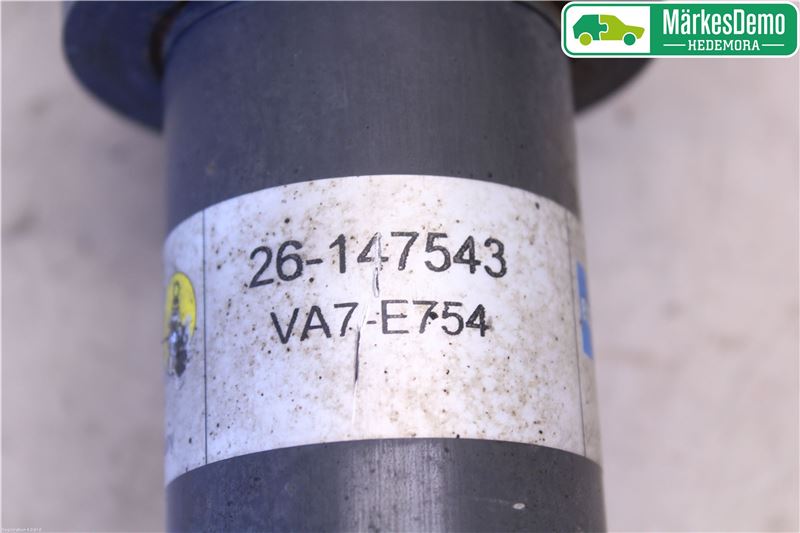 MärkesDemo
HEDEMORA
26-147543
VA7-E754